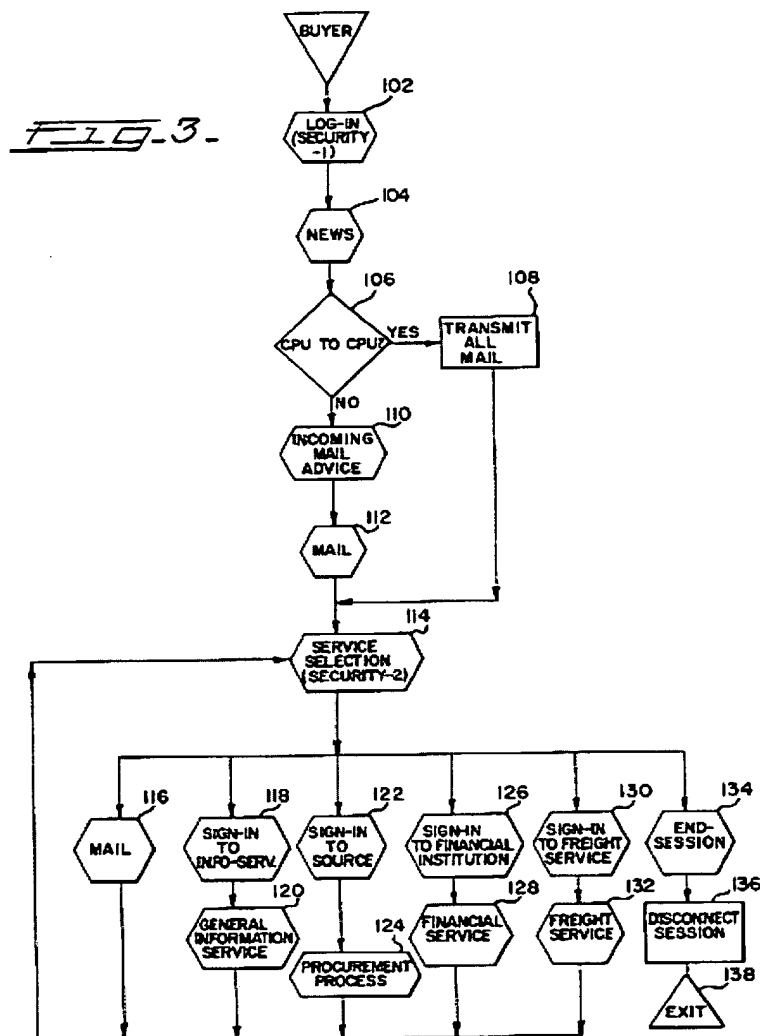 BUYER
Fig. 3.
102
LOG-IN
(SECURITY
-1)
104
NEWS
106
CPU TO CPU?
YES
108
TRANSMIT
ALL
MAIL
NO
110
INCOMING
MAIL
ADVICE
112
MAIL
114
SERVICE
SELECTION
(SECURITY-2)
116
MAIL
118
SIGN-IN
TO
INFO-SERV.
122
SIGN-IN
TO
SOURCE
126
SIGN-IN
TO FINANCIAL
INSTITUTION
130
SIGN-IN
TO FREIGHT
SERVICE
134
END-
SESSION
120
GENERAL
INFORMATION
SERVICE
124
PROCUREMENT
PROCESS
128
FINANCIAL
SERVICE
132
FREIGHT
SERVICE
136
DISCONNECT
SESSION
138
EXIT